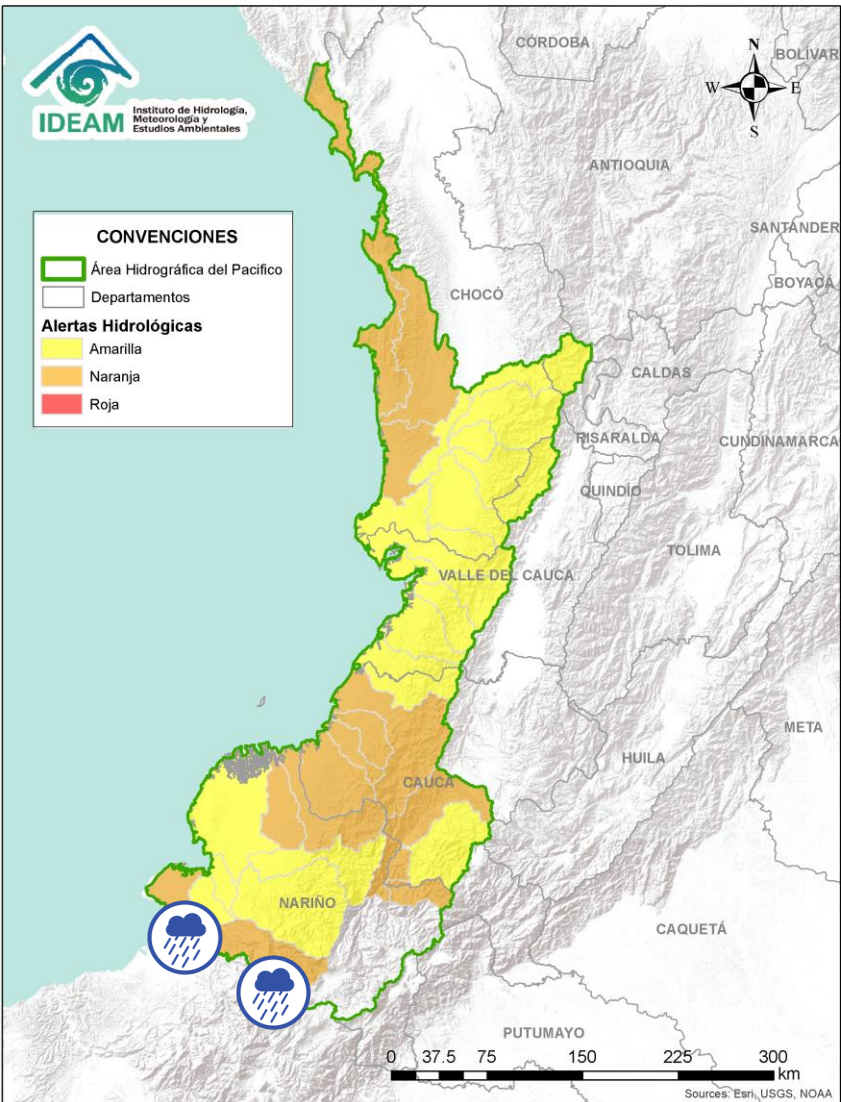 IDEAM
Instituto de Hidrología,
Meteorología y
Estudios Ambientales
N
W
E
S
CONVENCIONES
Área Hidrográfica del Pacifico
Departamentos
Alertas Hidrológicas
Amarilla
Naranja
Roja
CÓRDOBA
BOLIVAR
ANTIOQUIA
SANTANDER
BOYACÁ
CHOCÓ
CALDAS
RISARALDA
CUNDINAMARCA
QUINDÍO
TOLIMA
VALLE DEL CAUCA
META
HUILA
CAUCA
NARIÑO
CAQUETÁ
PUTUMAYO
0 37.5 75 150 225 300
km
Sources: Esri, USGS, NOAA